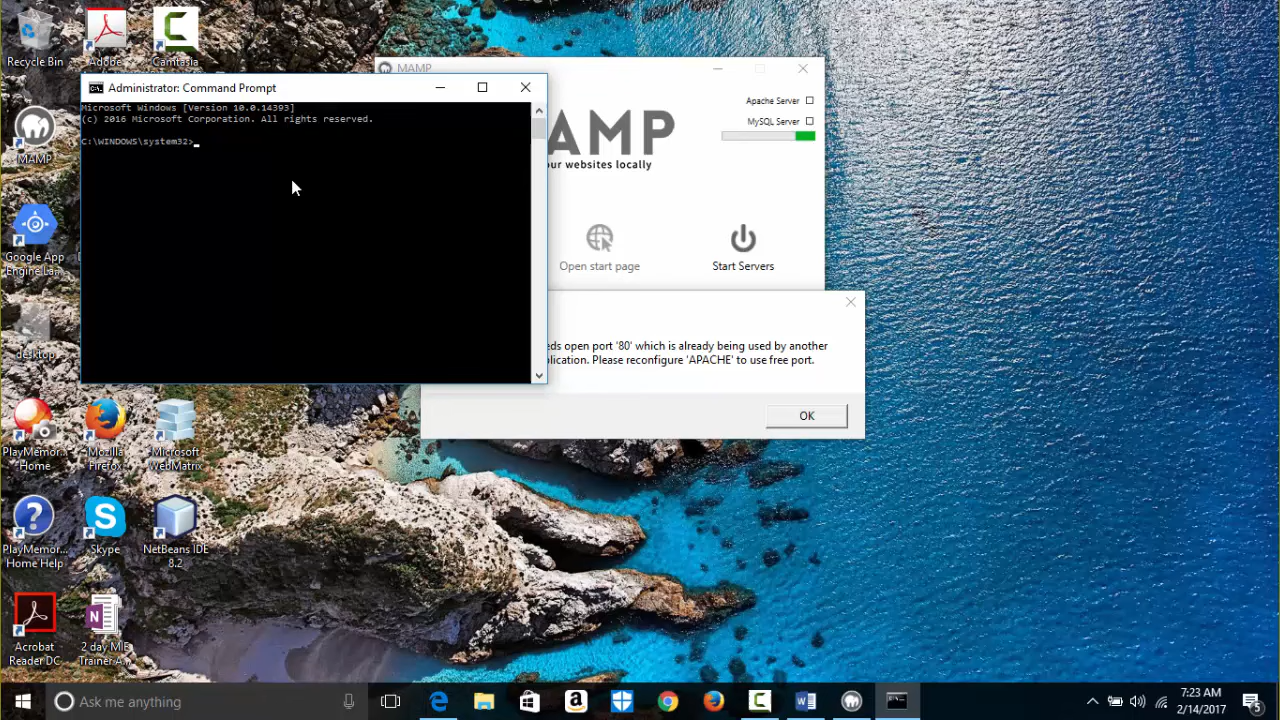 Recycle Bin
Adobe
Camtasia
MAMP
Google App
Engine La...
desktop
PlayMemor...
Home
Mozilla
Firefox
Microsoft
WebMatrix
PlayMemor...
Home Help
Skype
NetBeans IDE
8.2
Acrobat
Reader DC
2 day MIE
Trainer A...
Administrator: Command Prompt
Microsoft Windows [Version 10.0.14393]
(c) 2016 Microsoft Corporation. All rights reserved.
C:\WINDOWS\system32>
MAMP
Apache Server
MySQL Server
AMP
our websites locally
Open start page
Start Servers
eds open port '80' which is already being used by another
plication. Please reconfigure 'APACHE' to use free port.
OK
Ask me anything
7:23 AM
2/14/2017
5